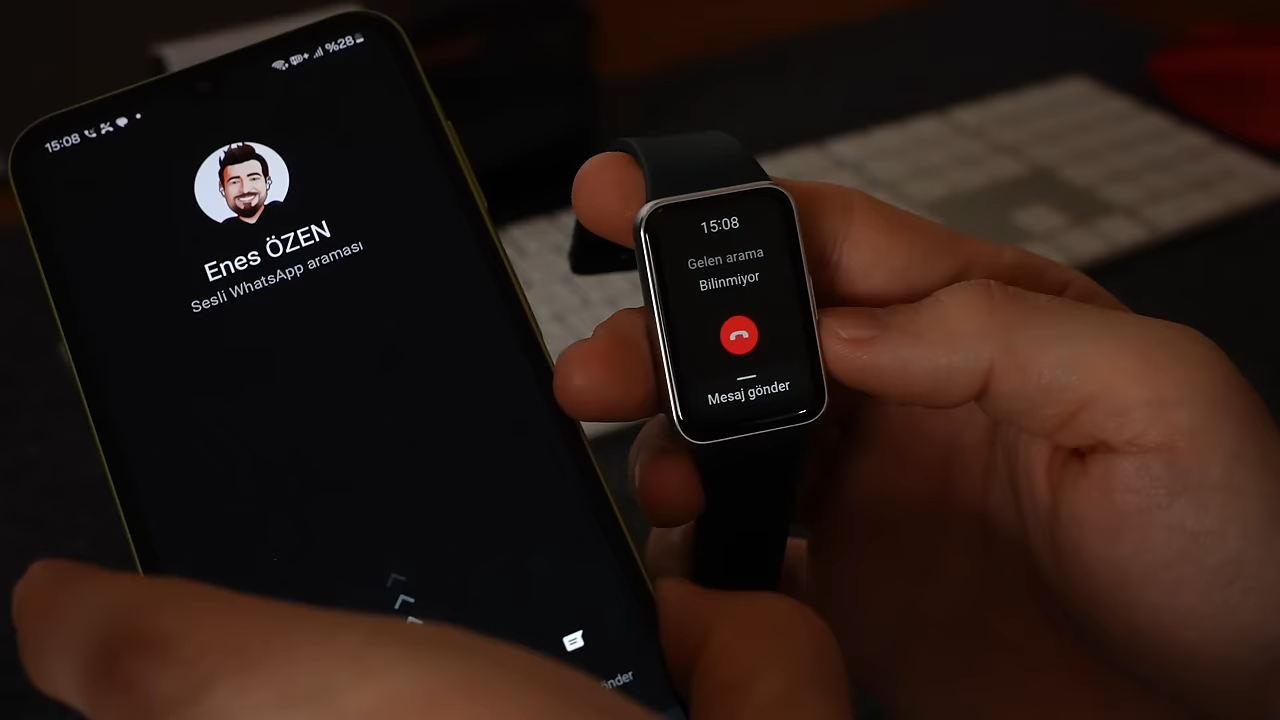 15:08
%28
Enes ÖZEN
Sesli WhatsApp araması
15:08
Gelen arama
Bilinmiyor
Mesaj gönder